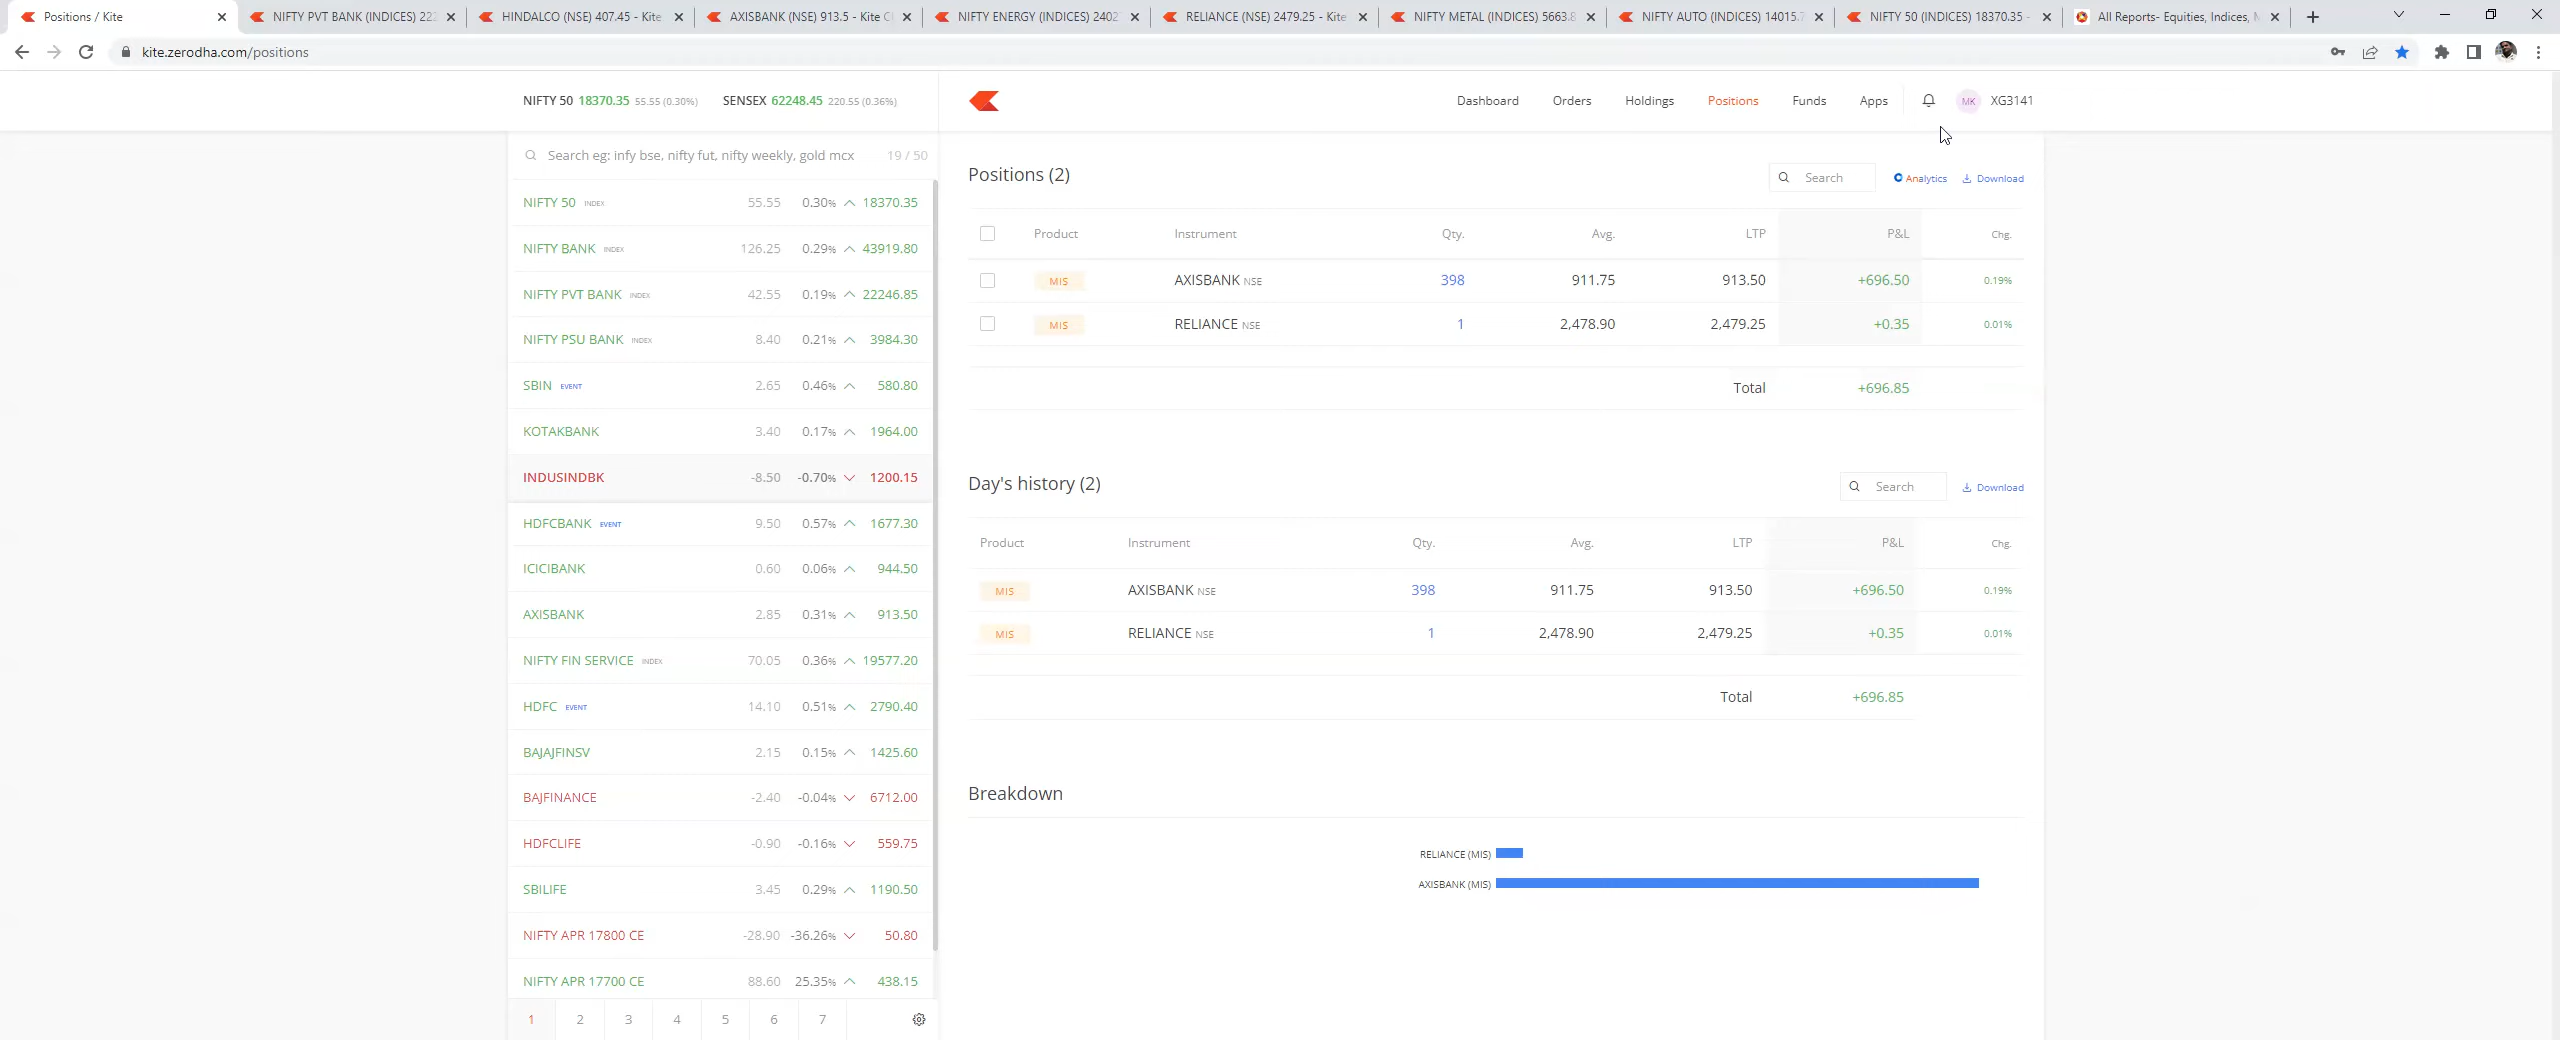 Positions / Kite
NIFTY PVT BANK (INDICES) 222
HINDALCO (NSE) 407.45 - Kite
AXISBANK (NSE) 913.5 - Kite C
NIFTY ENERGY (INDICES) 2402
RELIANCE (NSE) 2479.25 - Kite
NIFTY METAL (INDICES) 5663.8
NIFTY AUTO (INDICES) 14015.7
NIFTY 50 (INDICES) 18370.35 -
All Reports- Equities, Indices, M
kite.zerodha.com/positions
NIFTY 50 18370.35 55.55 (0.30%) SENSEX 62248.45 220.55 (0.36%)
Dashboard Orders Holdings Positions Funds Apps MK XG3141
Search eg: infy bse, nifty fut, nifty weekly, gold mcx 19 / 50
NIFTY 50 INDEX 55.55 0.30% 18370.35
NIFTY BANK INDEX 126.25 0.29% 43919.80
NIFTY PVT BANK INDEX 42.55 0.19% 22246.85
NIFTY PSU BANK INDEX 8.40 0.21% 3984.30
SBIN EVENT 2.65 0.46% 580.80
KOTAKBANK 3.40 0.17% 1964.00
INDUSINDBK -8.50 -0.70% 1200.15
HDFCBANK EVENT 9.50 0.57% 1677.30
ICICIBANK 0.60 0.06% 944.50
AXISBANK 2.85 0.31% 913.50
NIFTY FIN SERVICE INDEX 70.05 0.36% 19577.20
HDFC EVENT 14.10 0.51% 2790.40
BAJAJFINSV 2.15 0.15% 1425.60
BAJFINANCE -2.40 -0.04% 6712.00
HDFCLIFE -0.90 -0.16% 559.75
SBILIFE 3.45 0.29% 1190.50
NIFTY APR 17800 CE -28.90 -36.26% 50.80
NIFTY APR 17700 CE 88.60 25.35% 438.15
1 2 3 4 5 6 7
Positions (2) Search Analytics Download
Product Instrument Qty. Avg. LTP P&L Chg.
MIS AXISBANK NSE 398 911.75 913.50 +696.50 0.19%
MIS RELIANCE NSE 1 2,478.90 2,479.25 +0.35 0.01%
Total +696.85
Day's history (2) Search Download
Product Instrument Qty. Avg. LTP P&L Chg.
MIS AXISBANK NSE 398 911.75 913.50 +696.50 0.19%
MIS RELIANCE NSE 1 2,478.90 2,479.25 +0.35 0.01%
Total +696.85
Breakdown
RELIANCE (MIS)
AXISBANK (MIS)